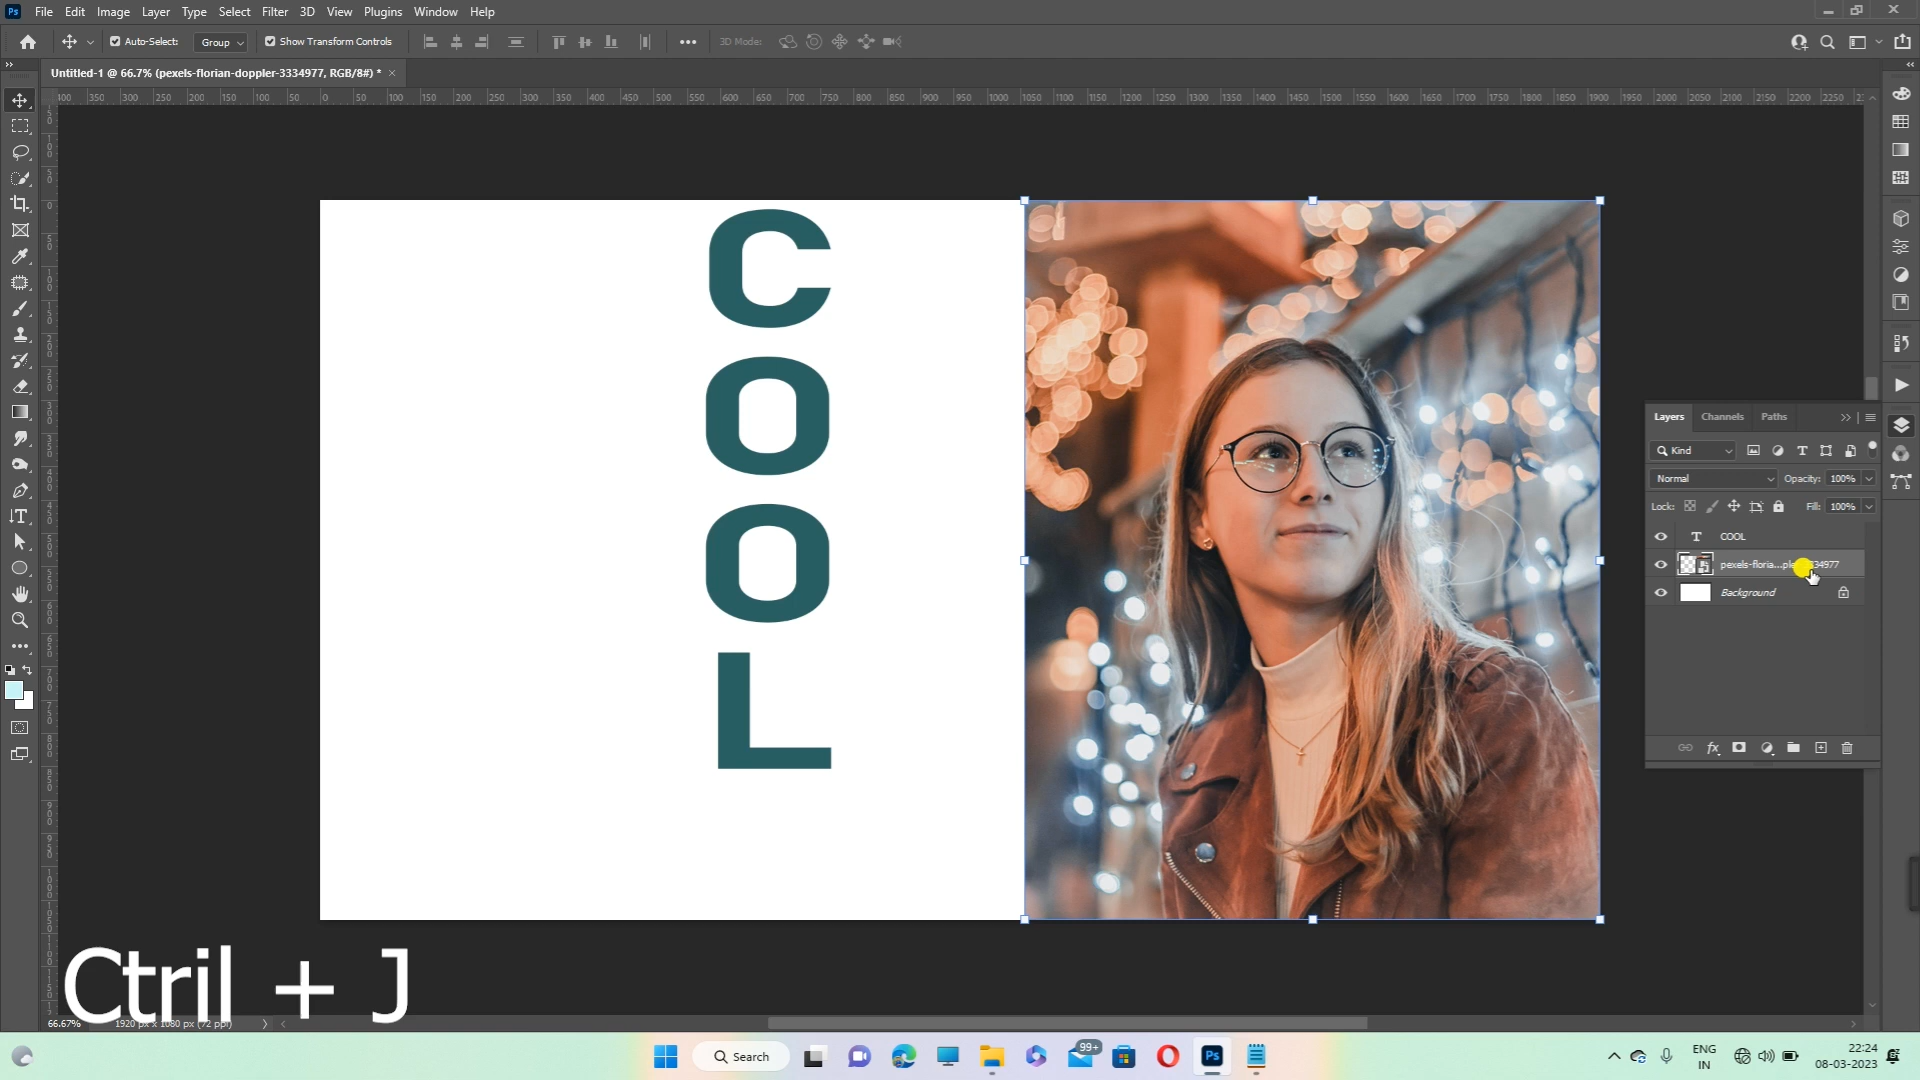 Ps File Edit Image Layer Type Select Filter 3D View Plugins Window Help
Auto-Select: Group Show Transform Controls 3D Mode:
Untitled-1 @ 66.7% (pexels-florian-doppler-3334977, RGB/8#) *
C
O
O
L
Layers Channels Paths
Kind
Normal Opacity: 100%
Lock: Fill: 100%
T COOL
pexels-floria...ple 34977
Background
Ctril + J
66.67% 1920 px x 1080 px (72 ppi)
Search
99+
Ps
ENG
IN
22:24
08-03-2023